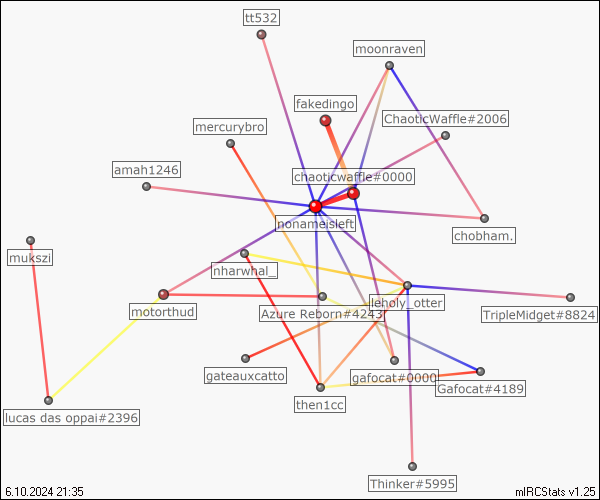 tt532
moonraven
fakedingo
ChaoticWaffle#2006
mercurybro
amah1246
chaoticwaffle#0000
nonameisleft
chobham.
mukszi
nharwhal_
leholy_otter
motorthud
Azure Reborn#4243
TripleMidget#8824
gateauxcatto
gafocat#0000
Gafocat#4189
lucas das oppai#2396
then1cc
Thinker#5995
6.10.2024 21:35
mIRCStats v1.25